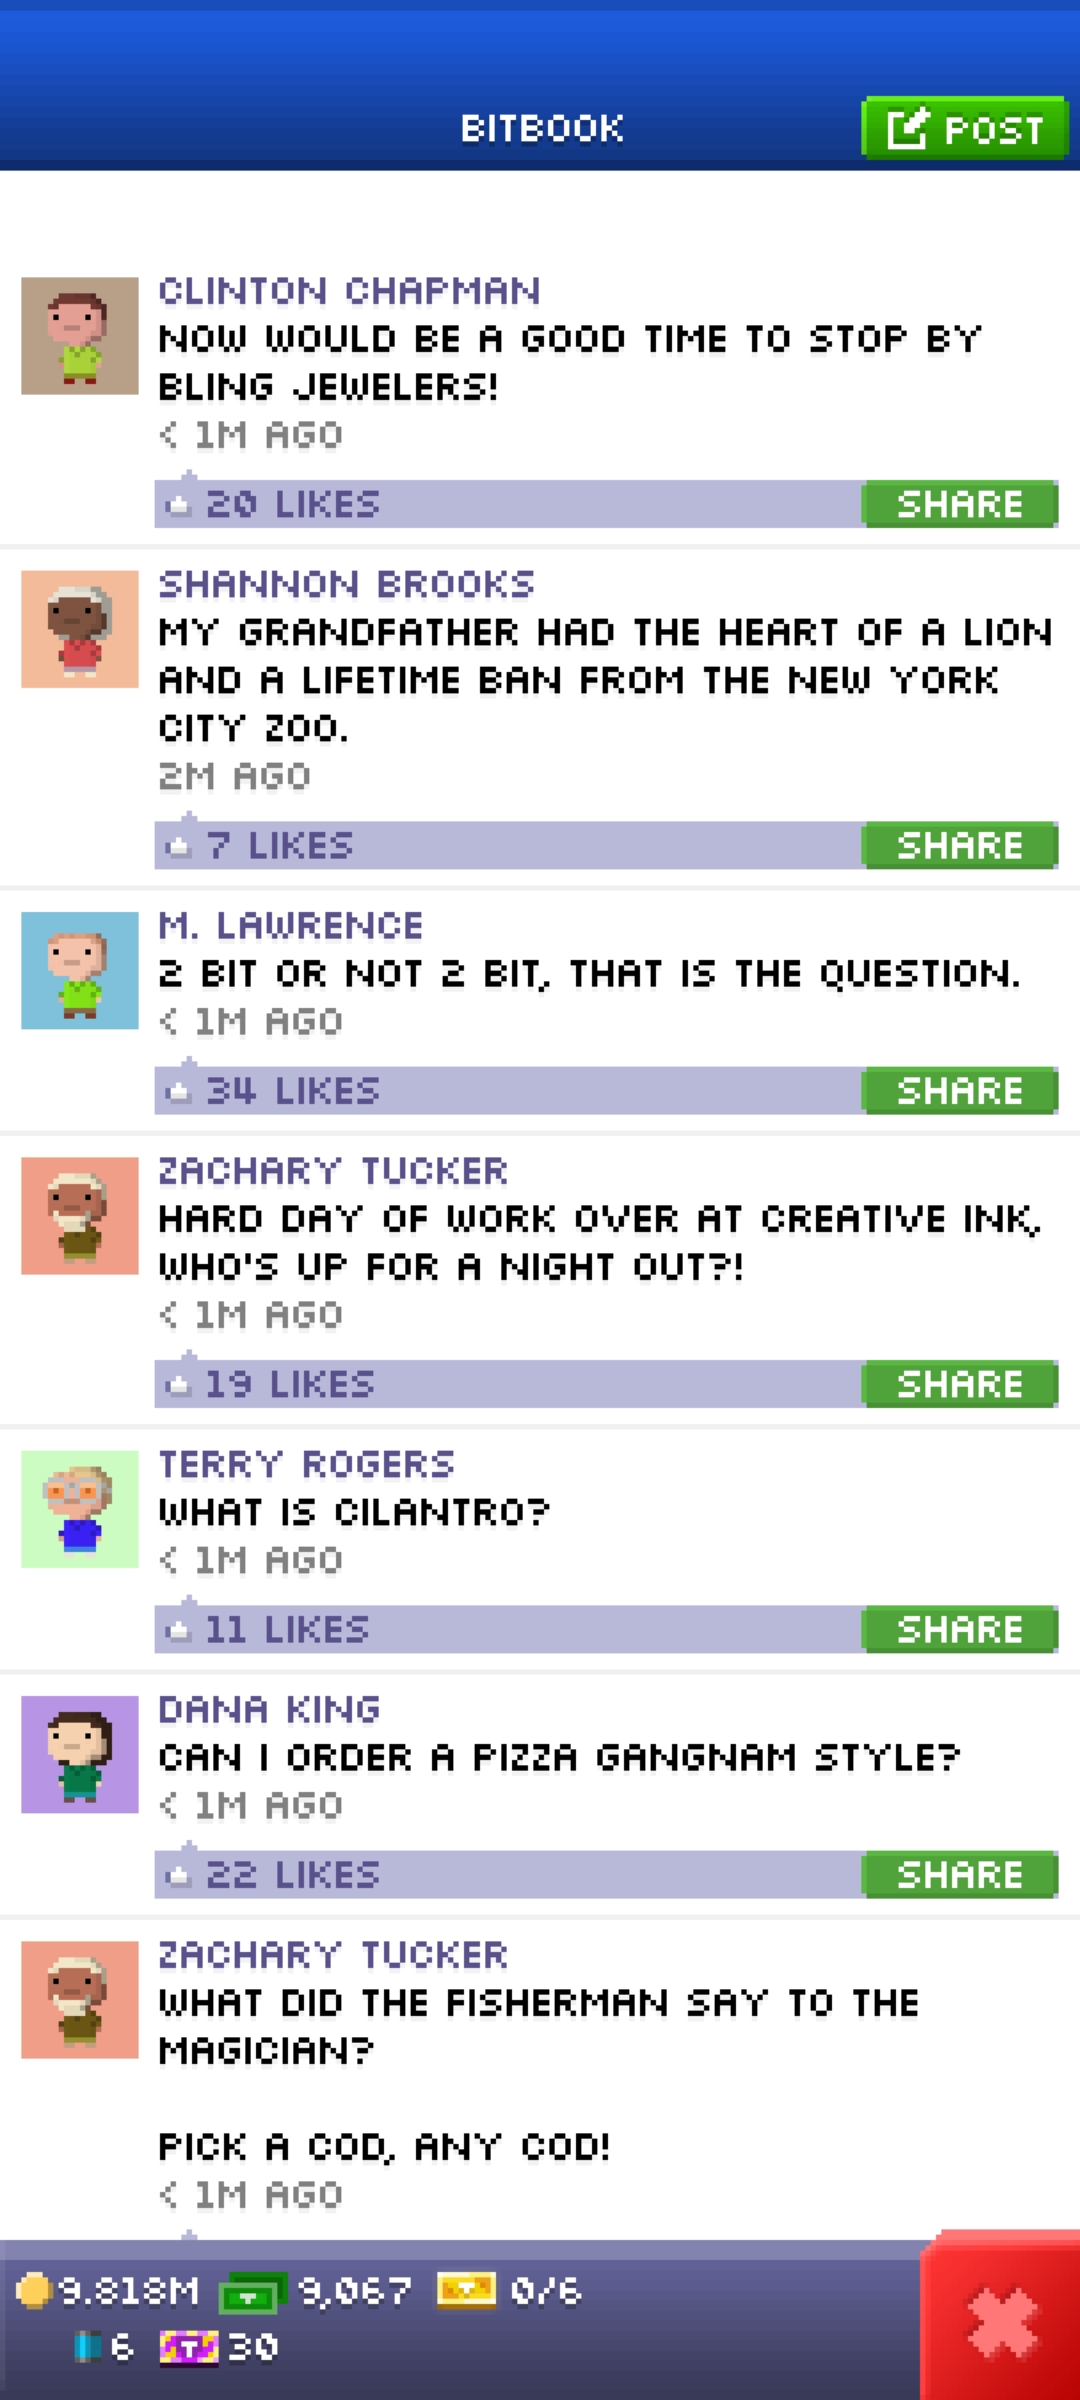 BITBOOK
POST
CLINTON CHAPMAN
NOW WOULD BE A GOOD TIME TO STOP BY
BLING JEWELERS!
< 1M AGO
20 LIKES
SHARE
SHANNON BROOKS
MY GRANDFATHER HAD THE HEART OF A LION
AND A LIFETIME BAN FROM THE NEW YORK
CITY ZOO.
2M AGO
7 LIKES
SHARE
M. LAWRENCE
2 BIT OR NOT 2 BIT, THAT IS THE QUESTION.
< 1M AGO
34 LIKES
SHARE
ZACHARY TUCKER
HARD DAY OF WORK OVER AT CREATIVE INK,
WHO'S UP FOR A NIGHT OUT?!
< 1M AGO
19 LIKES
SHARE
TERRY ROGERS
WHAT IS CILANTRO?
< 1M AGO
11 LIKES
SHARE
DANA KING
CAN I ORDER A PIZZA GANGNAM STYLE?
< 1M AGO
22 LIKES
SHARE
ZACHARY TUCKER
WHAT DID THE FISHERMAN SAY TO THE
MAGICIAN?
PICK A COD, ANY COD!
< 1M AGO
9.818M 9,067 0/6
6 T 30